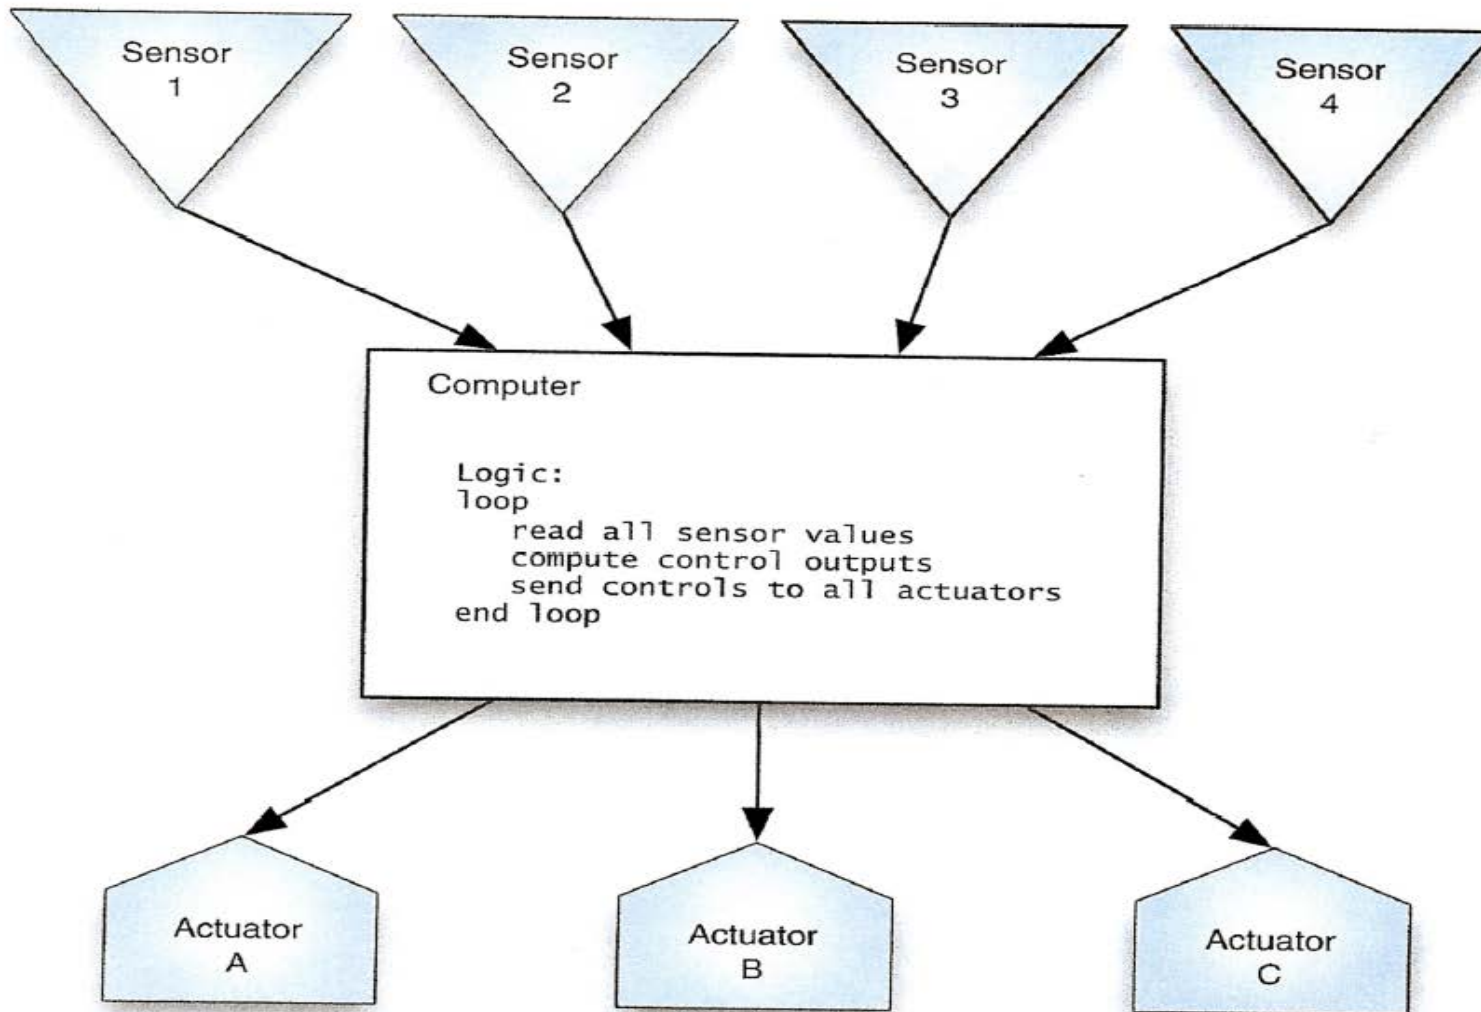 Sensor
1
Sensor
2
Sensor
3
Sensor
4
Computer
Logic:
loop
read all sensor values
compute control outputs
send controls to all actuators
end loop
Actuator
A
Actuator
B
Actuator
C